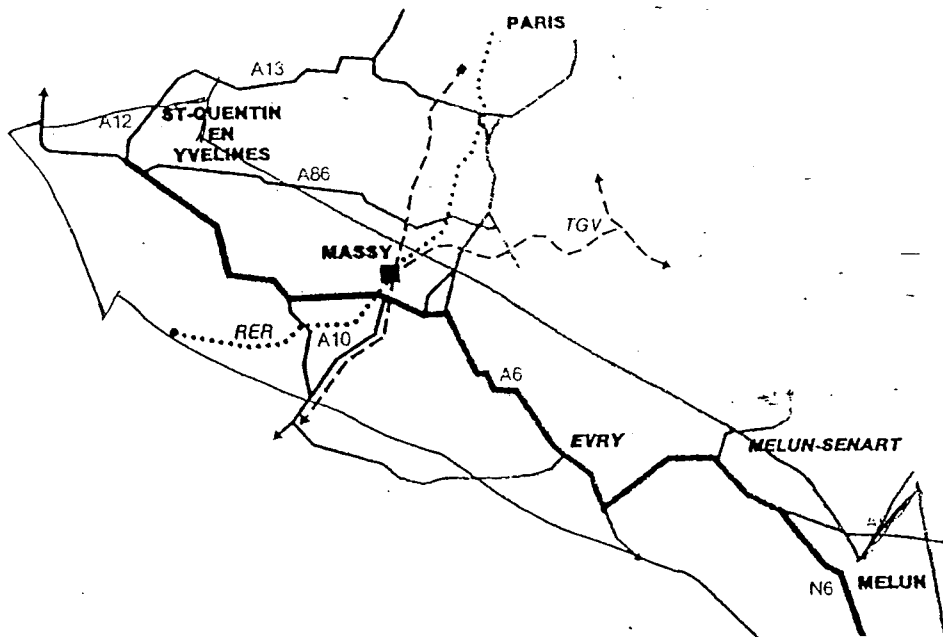 PARIS
A13
A12
ST-QUENTIN
EN
YVELINES
A86
TGV
MASSY
RER
A10
A6
EVRY
MELUN-SENART
N6
MELUN